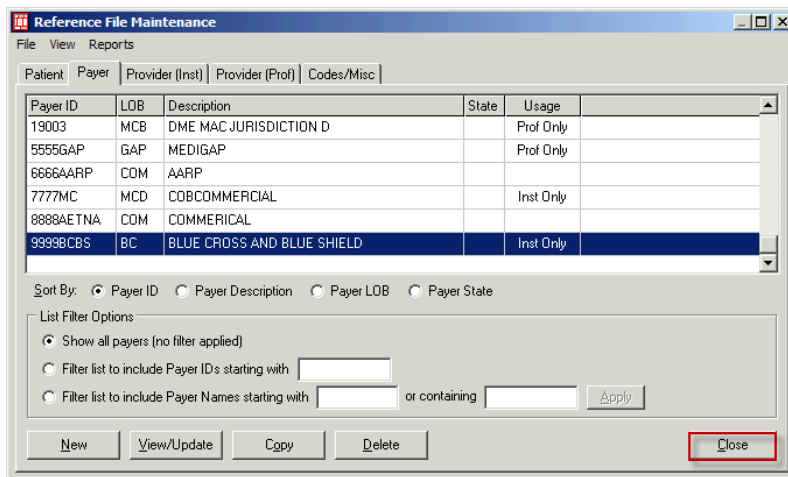 Reference File Maintenance
File View Reports
Patient Payer Provider (Inst) Provider (Prof) Codes/Misc
Payer ID LOB Description State Usage
19003 MCB DME MAC JURISDICTION D Prof Only
5555GAP GAP MEDIGAP Prof Only
6666AARP COM AARP
7777MC MCD COBCOMMERCIAL Inst Only
8888AETNA COM COMMERICAL
9999BCBS BC BLUE CROSS AND BLUE SHIELD Inst Only
Sort By: Payer ID Payer Description Payer LOB Payer State
List Filter Options
Show all payers (no filter applied)
Filter list to include Payer IDs starting with
Filter list to include Payer Names starting with or containing Apply
New View/Update Copy Delete Close